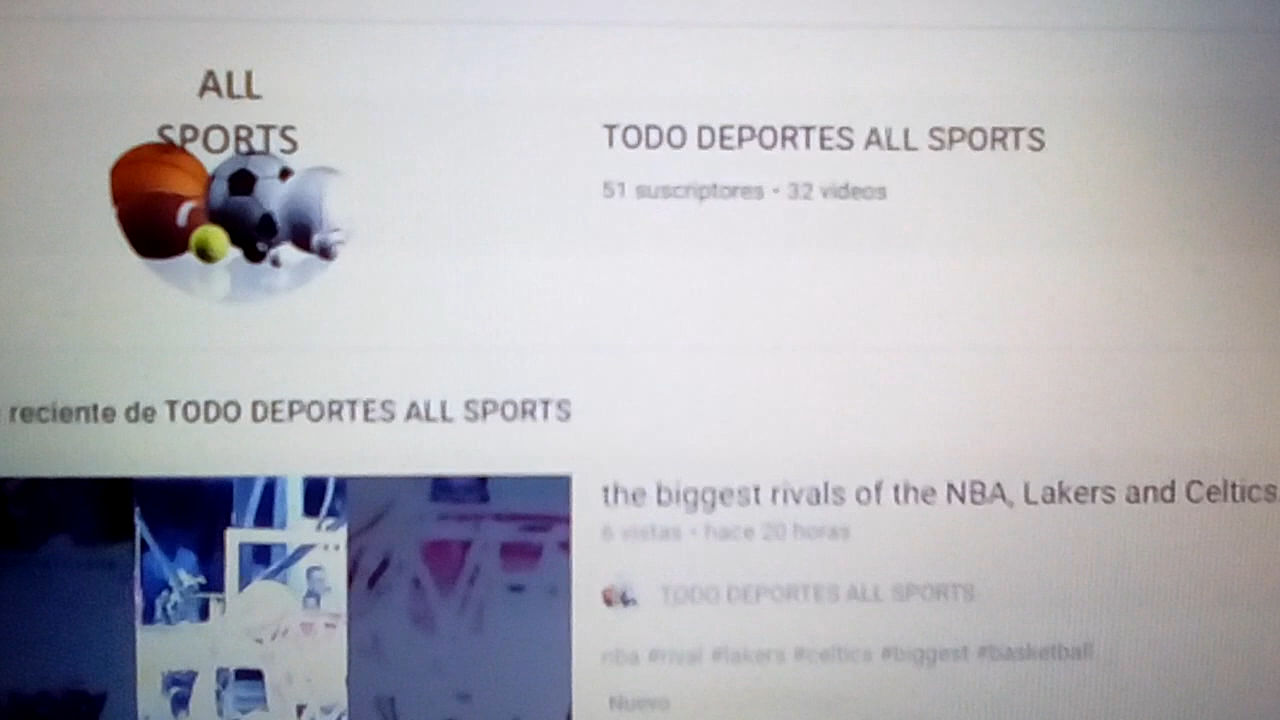 ALL
SPORTS
TODO DEPORTES ALL SPORTS
51 suscriptores • 32 videos
reciente de TODO DEPORTES ALL SPORTS
the biggest rivals of the NBA, Lakers and Celtics
6 vistas • hace 20 horas
TODO DEPORTES ALL SPORTS
nba #rival #lakers #celtics #biggest #basketball
Nuevo